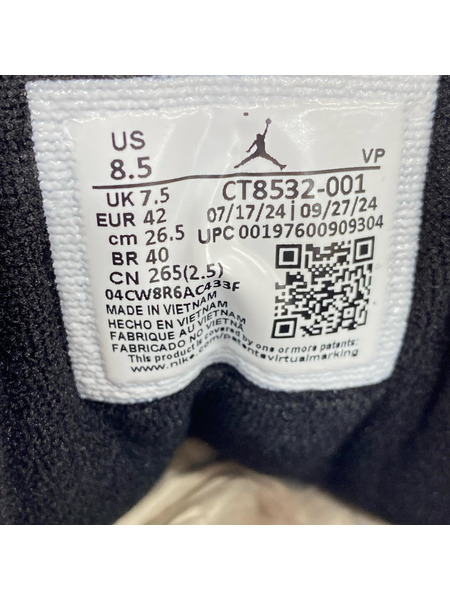 US
8.5
VP
UK 7.5
CT8532-001
EUR 42
07/17/24 | 09/27/24
cm 26.5
UPC 00197600909304
BR 40
CN 265(2.5)
04CW8R6AC433F
MADE IN VIETNAM
HECHO EN VIETNAM
FABRIQUE AU VIETNAM
FABRICADO NO VIETNAM
This product is covered by one or more patents:
www.nike.com/patentsvirtualmarking